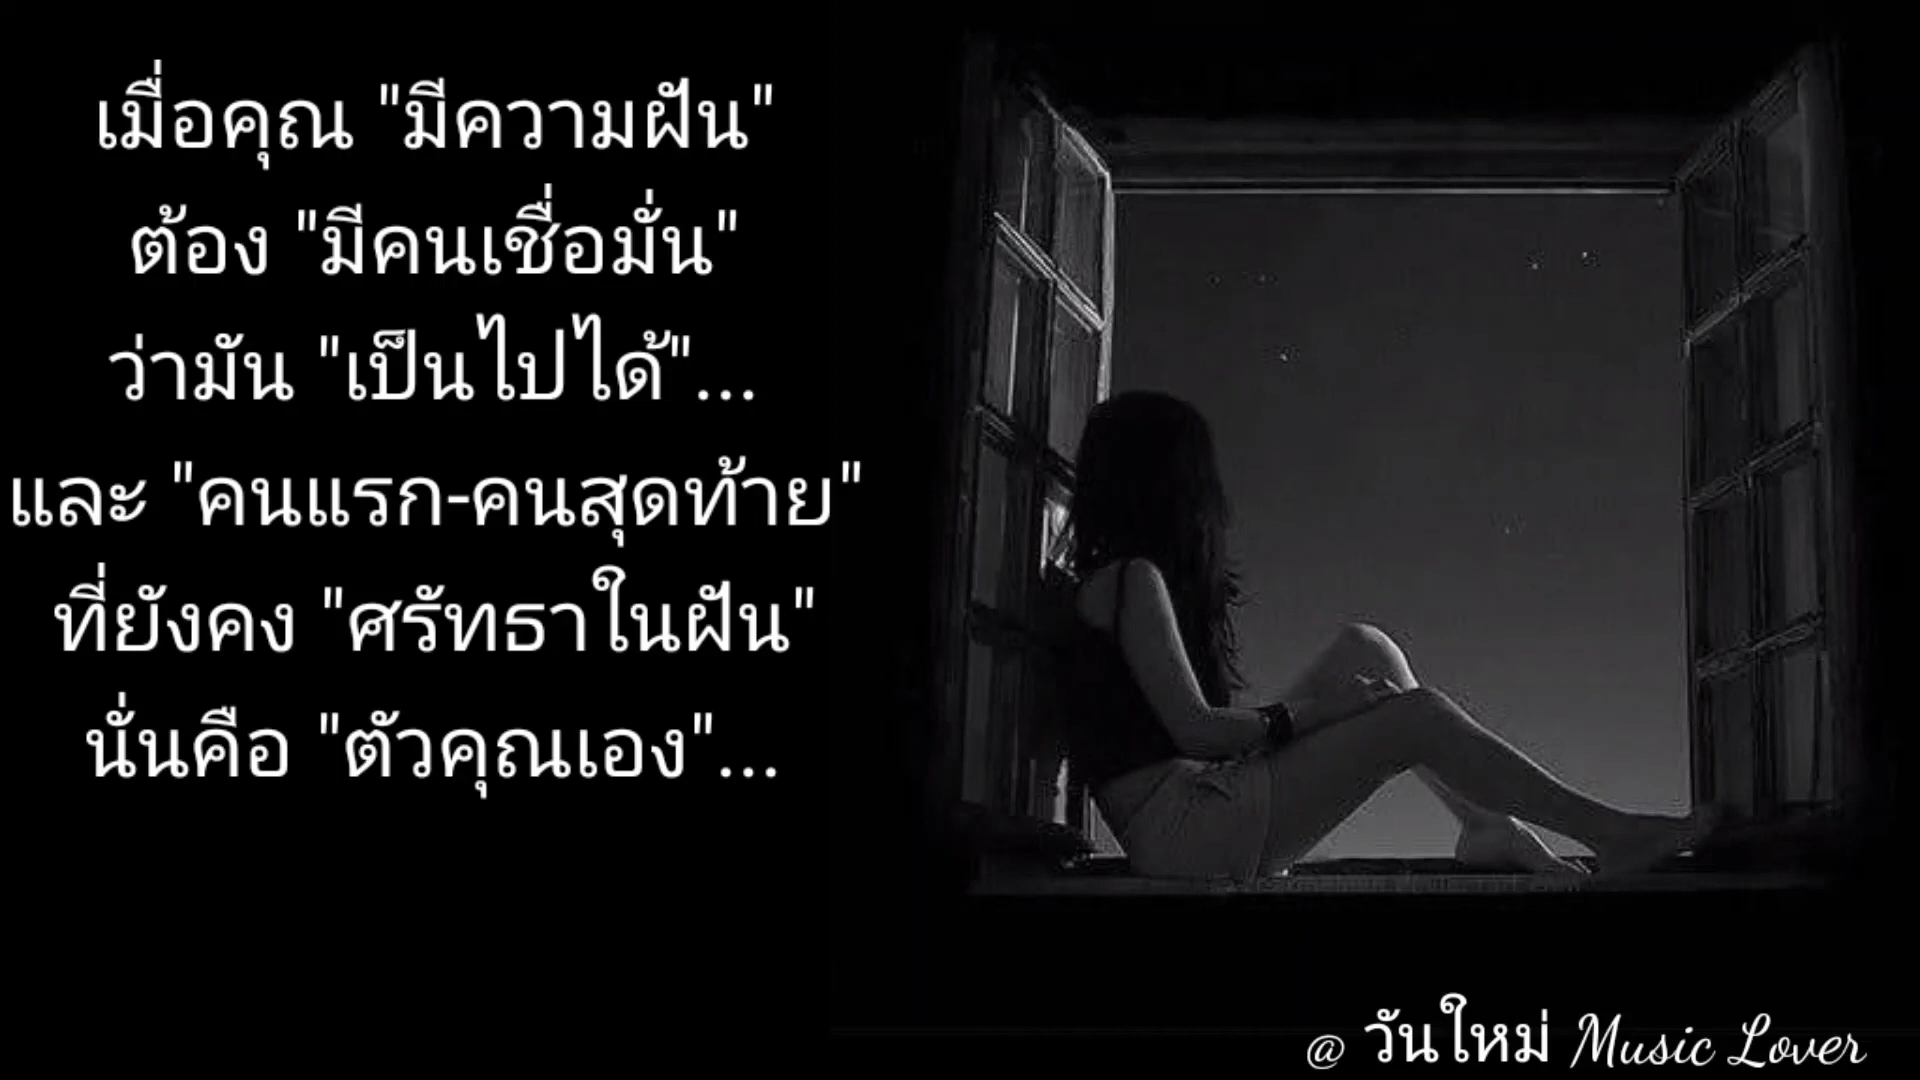 เมื่อคุณ "มีความฝัน"
ต้อง "มีคนเชื่อมั่น"
ว่ามัน "เป็นไปได้"...
และ "คนแรก-คนสุดท้าย"
ที่ยังคง "ศรัทธาในฝัน"
นั่นคือ "ตัวคุณเอง"...
@ วันใหม่ Music Lover